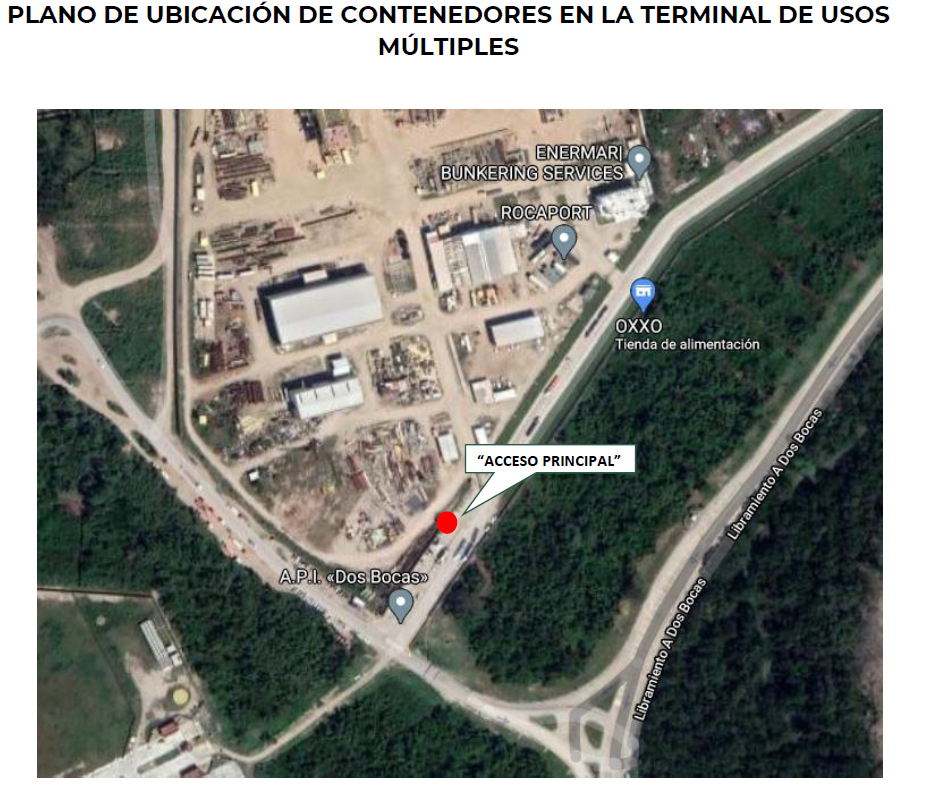 PLANO DE UBICACIÓN DE CONTENEDORES EN LA TERMINAL DE USOS
MÚLTIPLES
ENERMAR|
BUNKERING SERVICES
ROCAPORT
OXXO
Tienda de alimentación
“ACCESO PRINCIPAL”
Libramiento A Dos Bocas
A.P.I. «Dos Bocas»
Libramiento A Dos Bocas